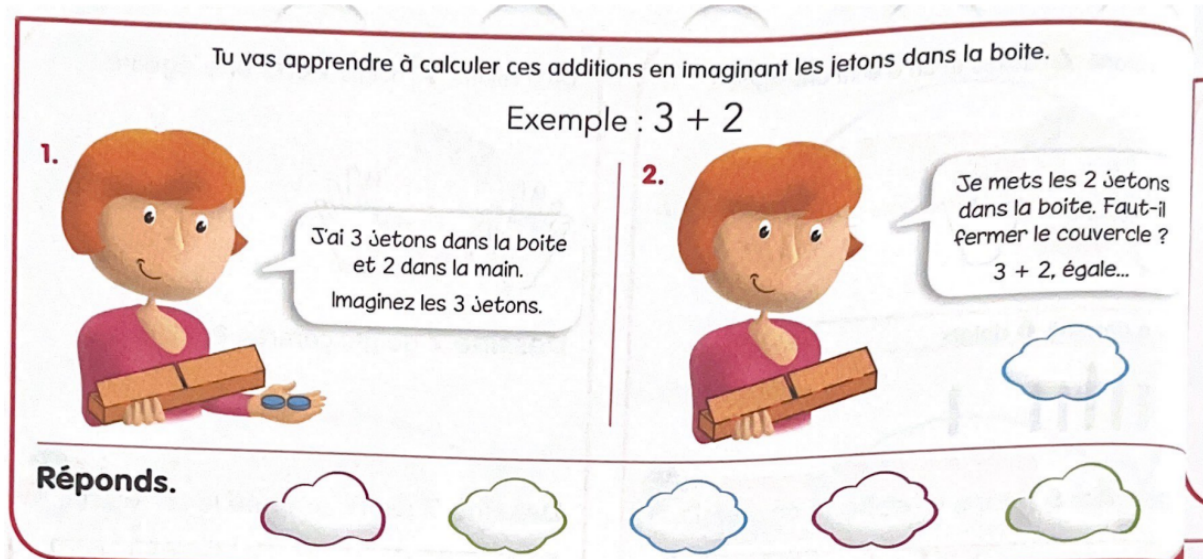 Tu vas apprendre à calculer ces additions en imaginant les jetons dans la boite.
Exemple : 3 + 2
1.
J'ai 3 jetons dans la boite
et 2 dans la main.
Imaginez les 3 jetons.
2.
Je mets les 2 jetons
dans la boite. Faut-il
fermer le couvercle ?
3 + 2, égale...
Réponds.